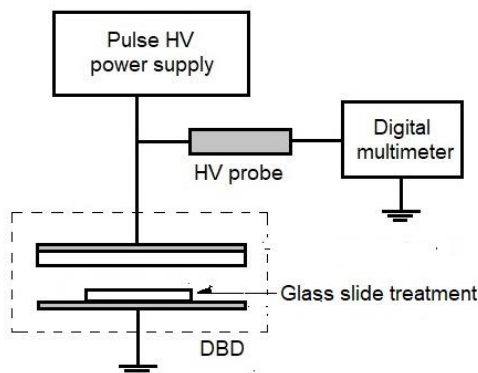 Pulse HV
power supply
Digital
multimeter
HV probe
Glass slide treatment
DBD